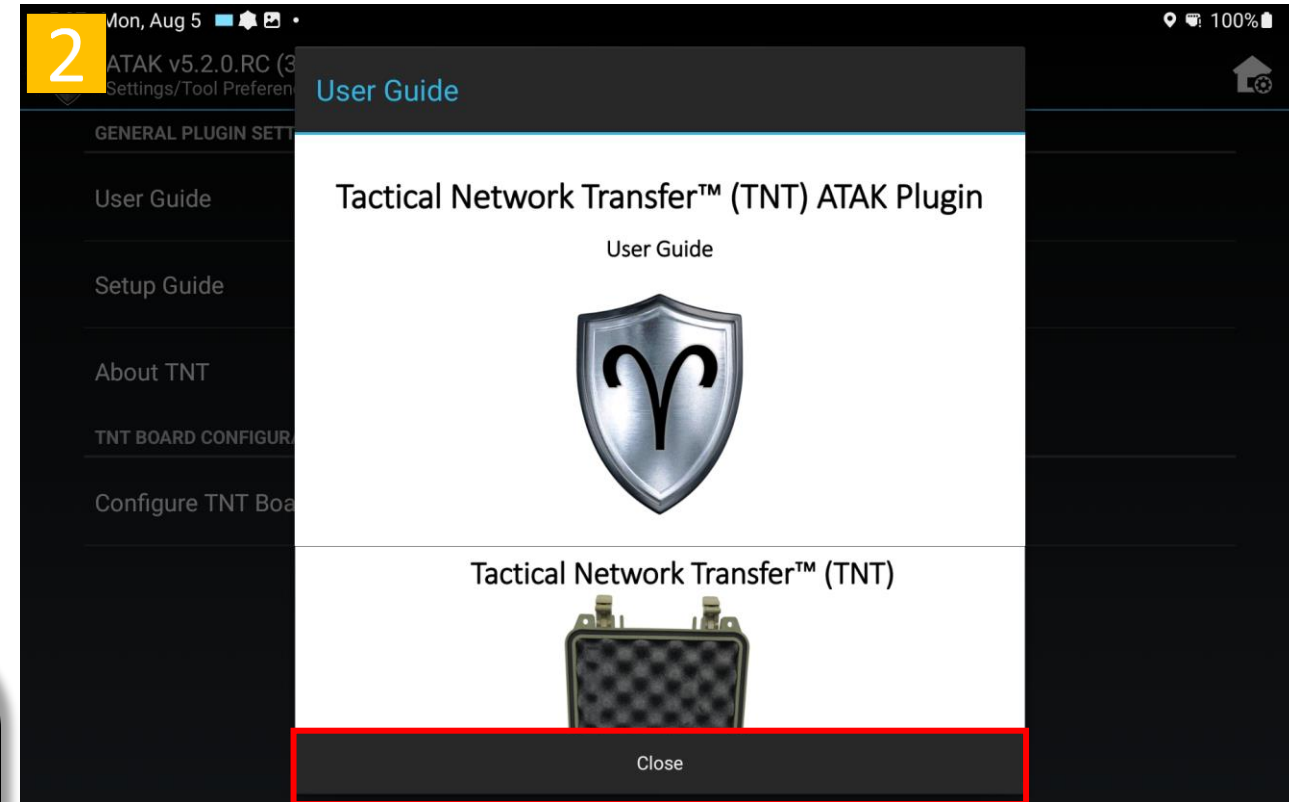 2
Mon, Aug 5
100%
ATAK v5.2.0.RC (3
Settings/Tool Preferen
User Guide
GENERAL PLUGIN SETT
User Guide
Setup Guide
About TNT
TNT BOARD CONFIGURA
Configure TNT Boa
Tactical Network Transfer™ (TNT) ATAK Plugin
User Guide
Tactical Network Transfer™ (TNT)
Close